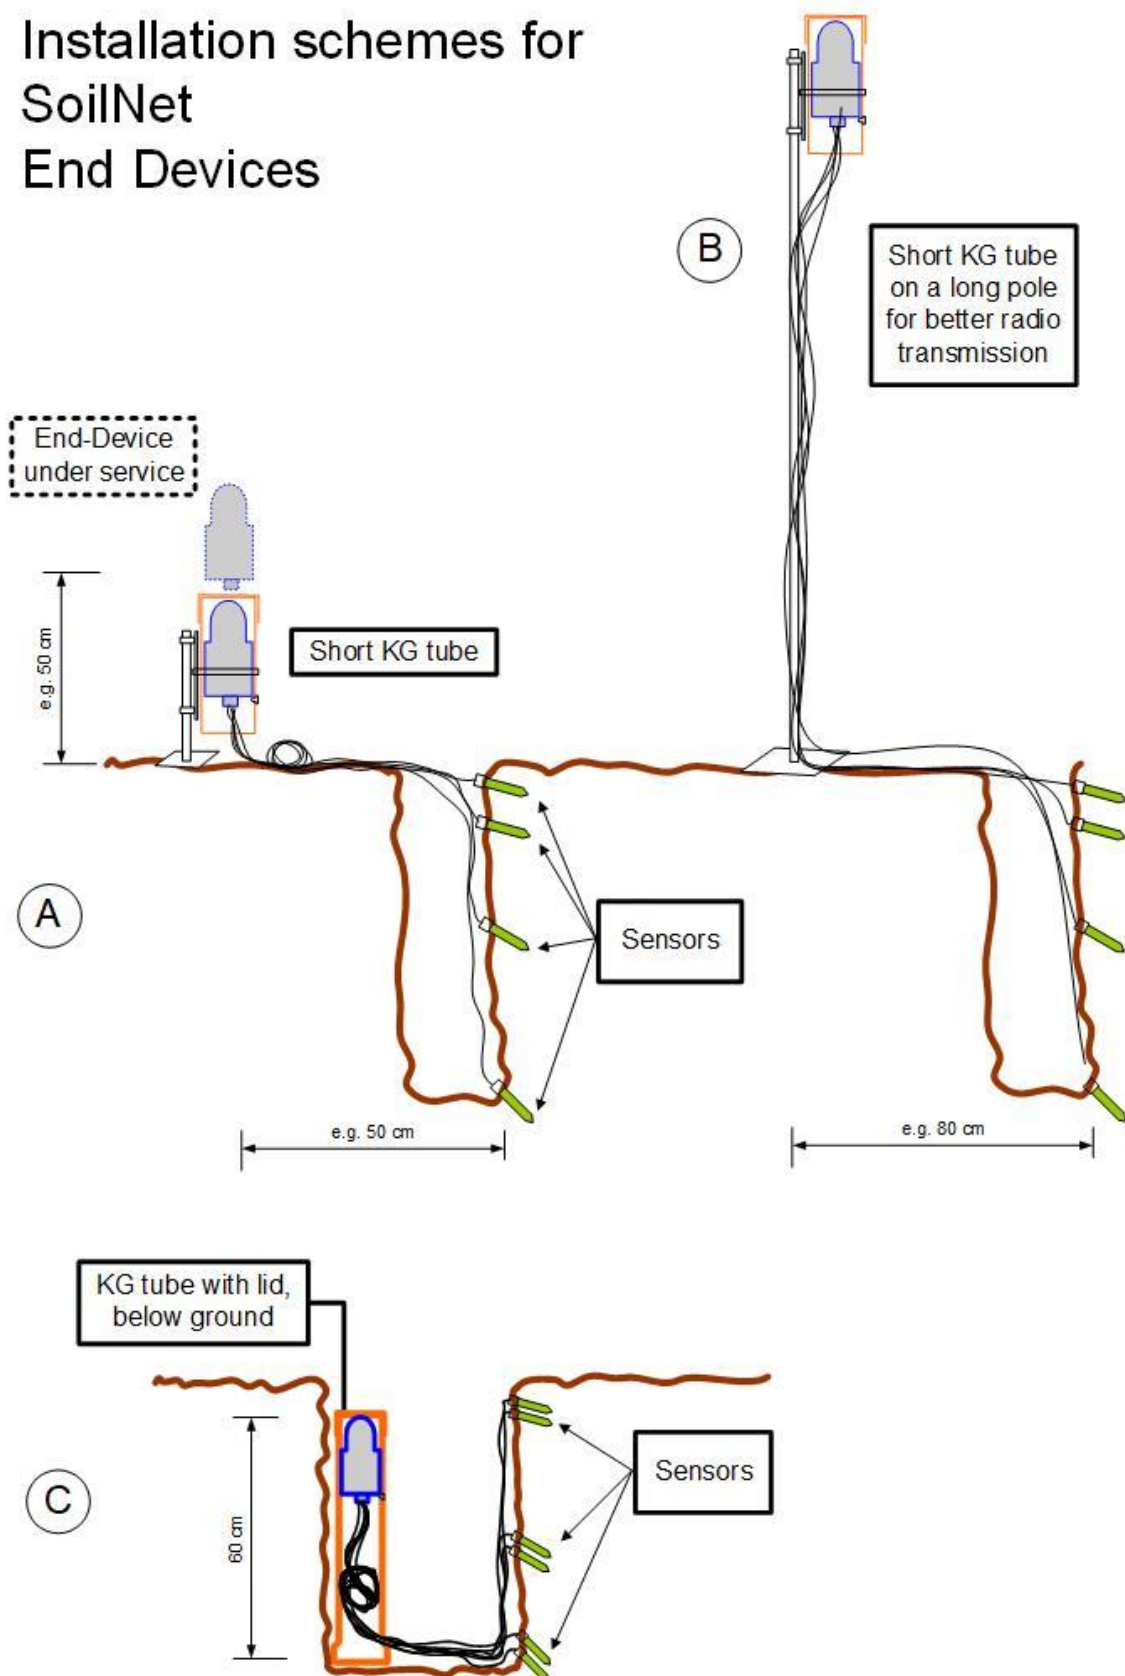 Installation schemes for
SoilNet
End Devices
B
Short KG tube
on a long pole
for better radio
transmission
End-Device
under service
e.g. 50 cm
Short KG tube
A
Sensors
e.g. 50 cm
e.g. 80 cm
KG tube with lid,
below ground
C
60 cm
Sensors